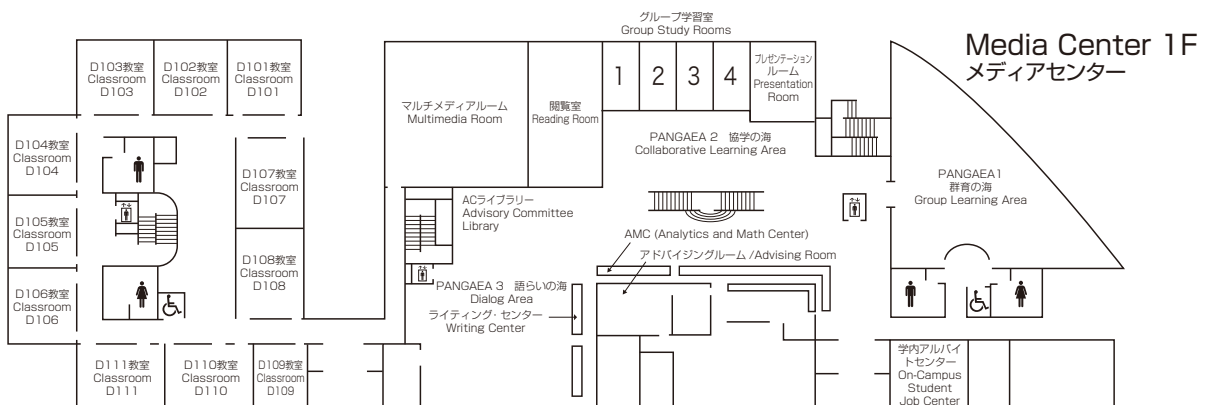 Media Center 1F
メディアセンター
グループ学習室
Group Study Rooms
D103教室
Classroom
D103
D102教室
Classroom
D102
D101教室
Classroom
D101
マルチメディアルーム
Multimedia Room
閲覧室
Reading Room
1
2
3
4
プレゼンテーション
ルーム
Presentation
Room
D104教室
Classroom
D104
D107教室
Classroom
D107
PANGAEA 2 協学の海
Collaborative Learning Area
PANGAEA1
群育の海
Group Learning Area
ACライブラリー
Advisory Committee
Library
D105教室
Classroom
D105
AMC (Analytics and Math Center)
アドバイジングルーム /Advising Room
D108教室
Classroom
D108
D106教室
Classroom
D106
PANGAEA 3 語らいの海
Dialog Area
ライティング・センター
Writing Center
D111教室
Classroom
D111
D110教室
Classroom
D110
D109教室
Classroom
D109
学内アルバイ
トセンター
On-Campus
Student
Job Center